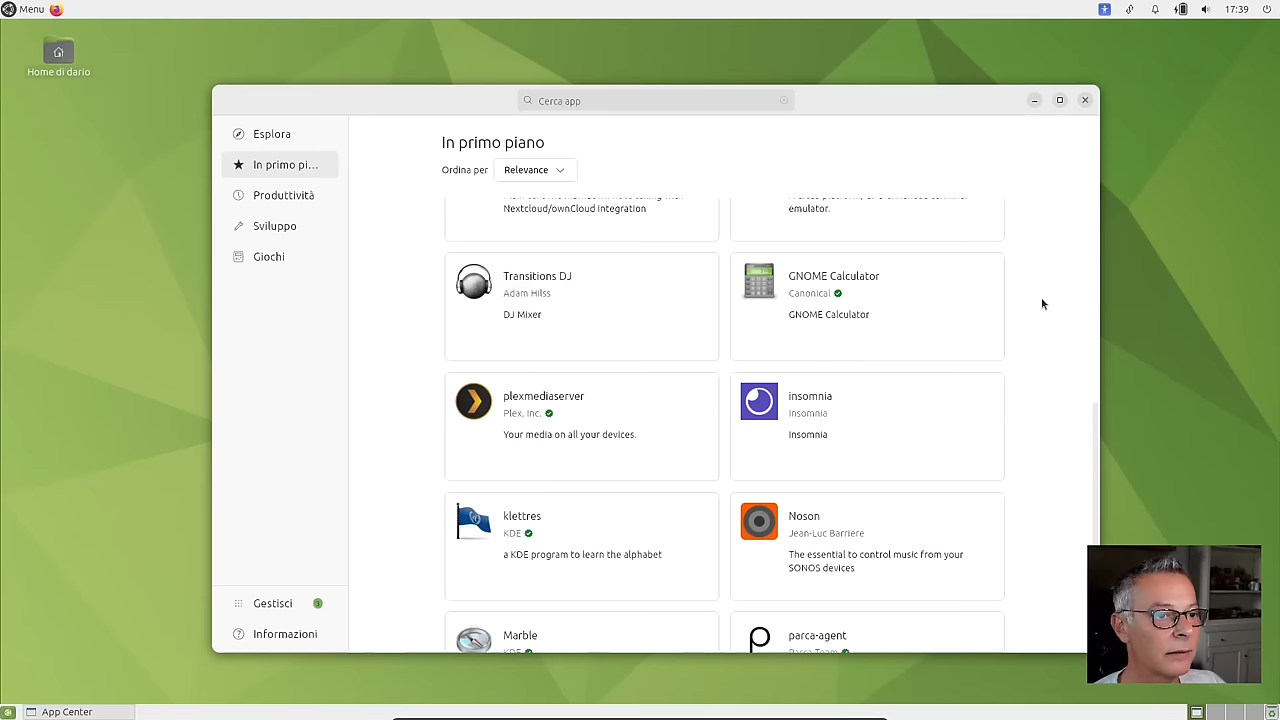 Menu
17:39
Home di dario
Cerca app
Esplora
In primo pi...
Produttività
Sviluppo
Giochi
Gestisci 3
Informazioni
In primo piano
Ordina per Relevance
Nextcloud/ownCloud integration
emulator.
Transitions DJ
Adam Hilss
DJ Mixer
GNOME Calculator
Canonical
GNOME Calculator
plexmediaserver
Plex, Inc.
Your media on all your devices.
insomnia
Insomnia
Insomnia
klettres
KDE
a KDE program to learn the alphabet
Noson
Jean-Luc Barriere
The essential to control music from your
SONOS devices
Marble
KDE
parca-agent
Parca Team
App Center